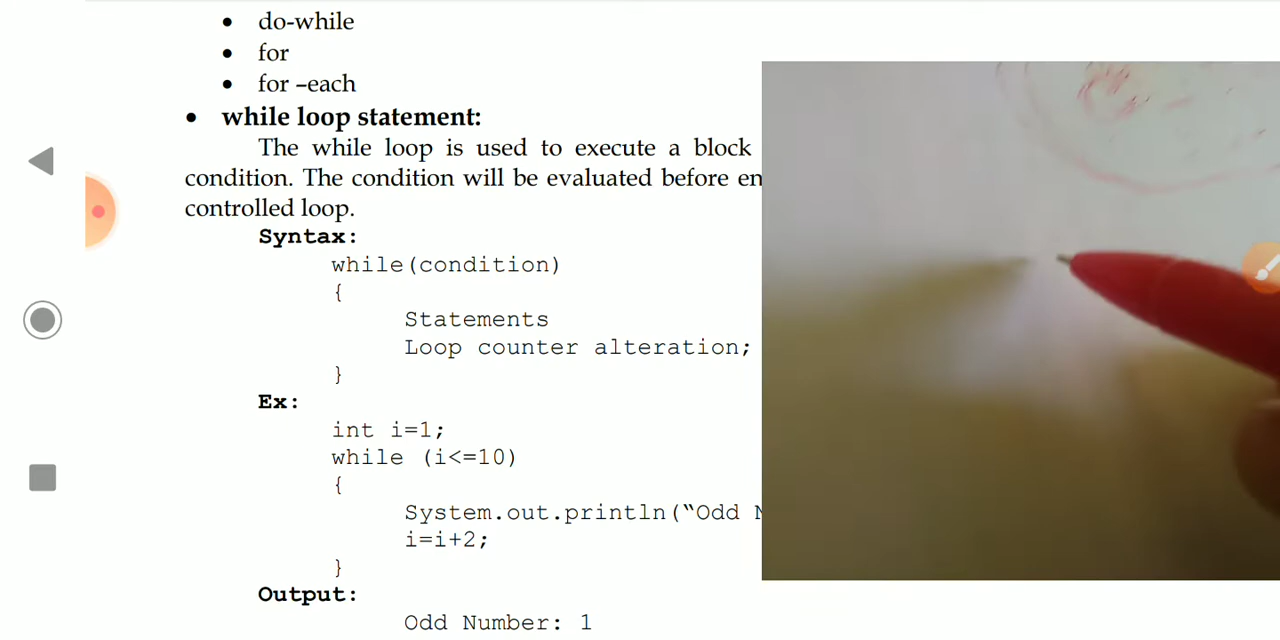 • do-while
• for
• for –each
• while loop statement:
The while loop is used to execute a block
condition. The condition will be evaluated before en
controlled loop.
Syntax:
while(condition)
{
Statements
Loop counter alteration;
}
Ex:
int i=1;
while (i<=10)
{
System.out.println(“Odd N
i=i+2;
}
Output:
Odd Number: 1